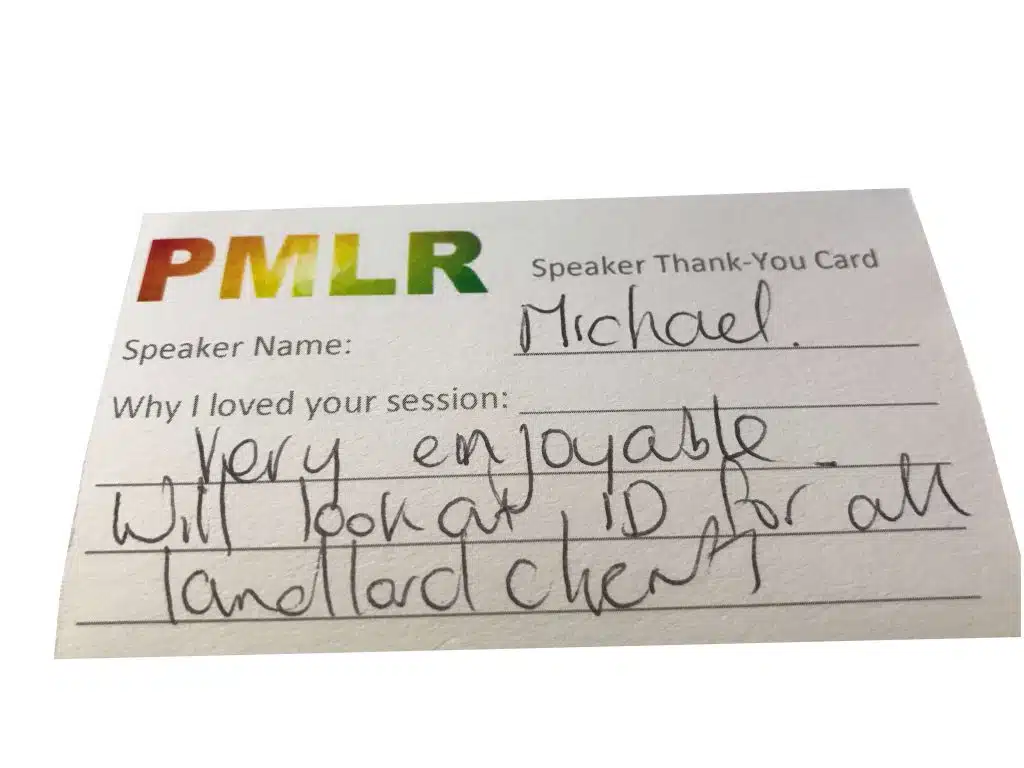 PMLR
Speaker Thank-You Card
Speaker Name: Michael.
Why I loved your session:
Very enjoyable -
Will look at ID for all
landlord clients